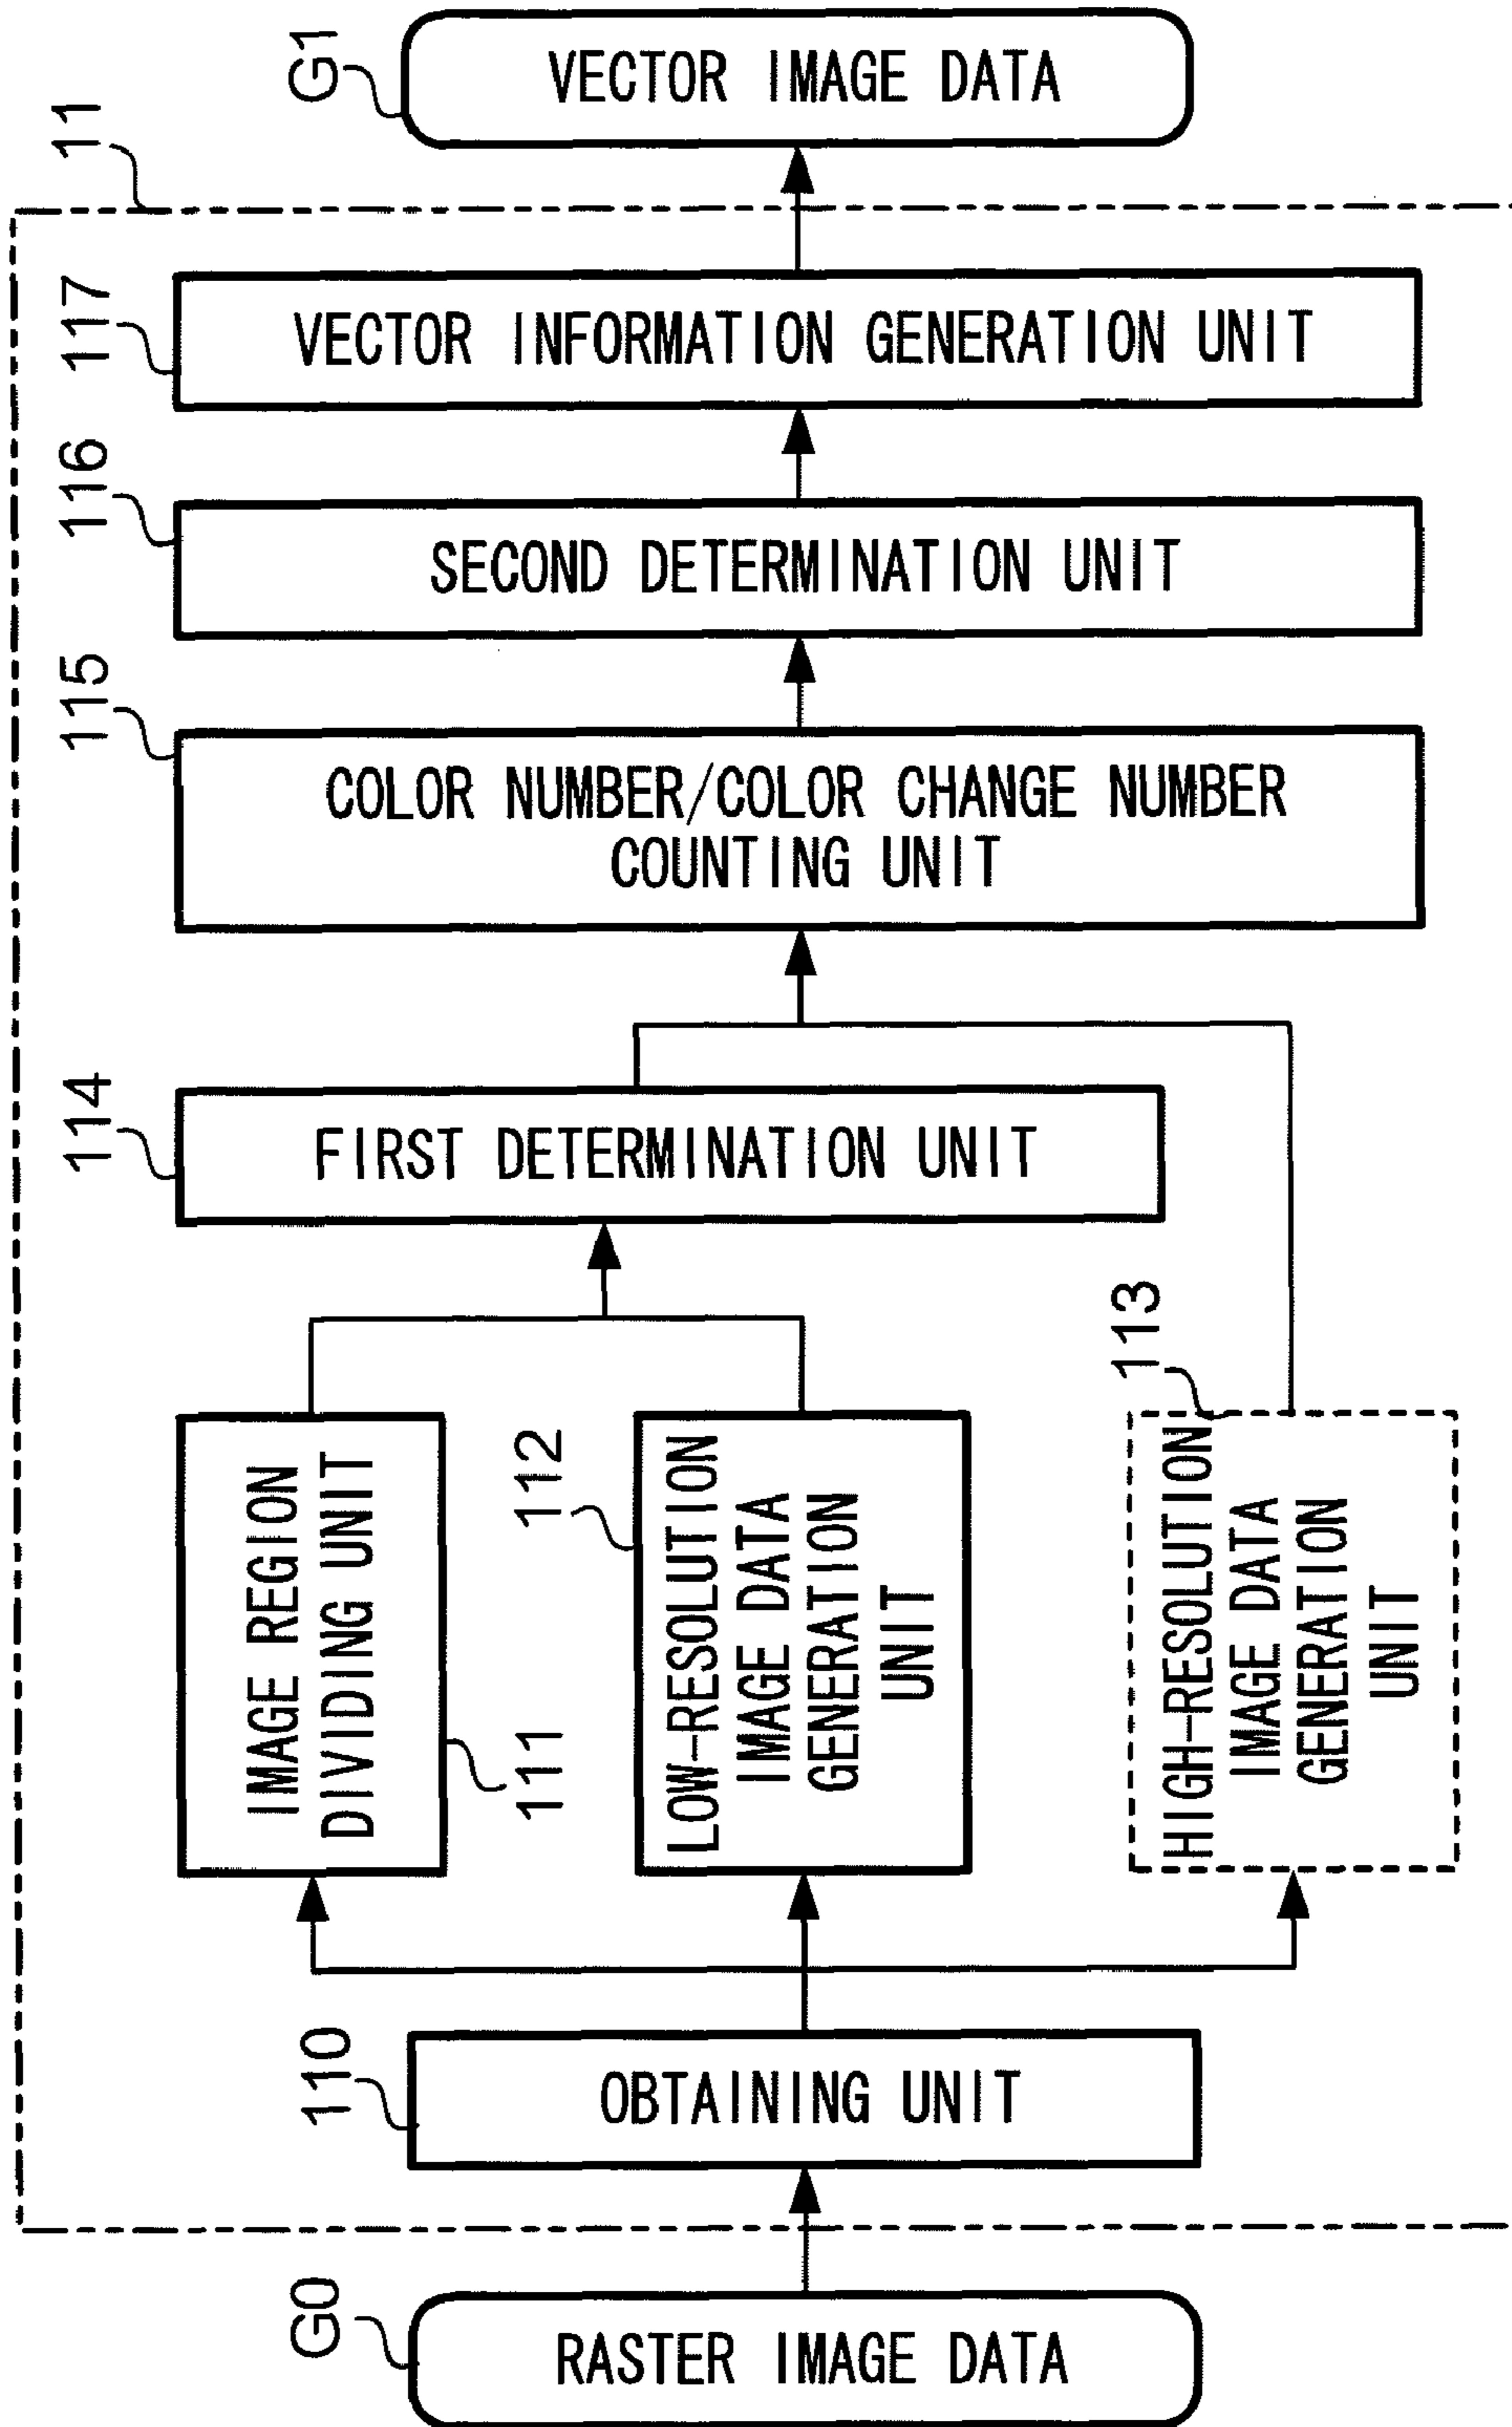 G0
RASTER IMAGE DATA
11
110
OBTAINING UNIT
IMAGE REGION
DIVIDING UNIT
111
112
LOW-RESOLUTION
IMAGE DATA
GENERATION
UNIT
113
HIGH-RESOLUTION
IMAGE DATA
GENERATION
UNIT
114
FIRST DETERMINATION UNIT
115
COLOR NUMBER/COLOR CHANGE NUMBER
COUNTING UNIT
116
SECOND DETERMINATION UNIT
117
VECTOR INFORMATION GENERATION UNIT
G1
VECTOR IMAGE DATA